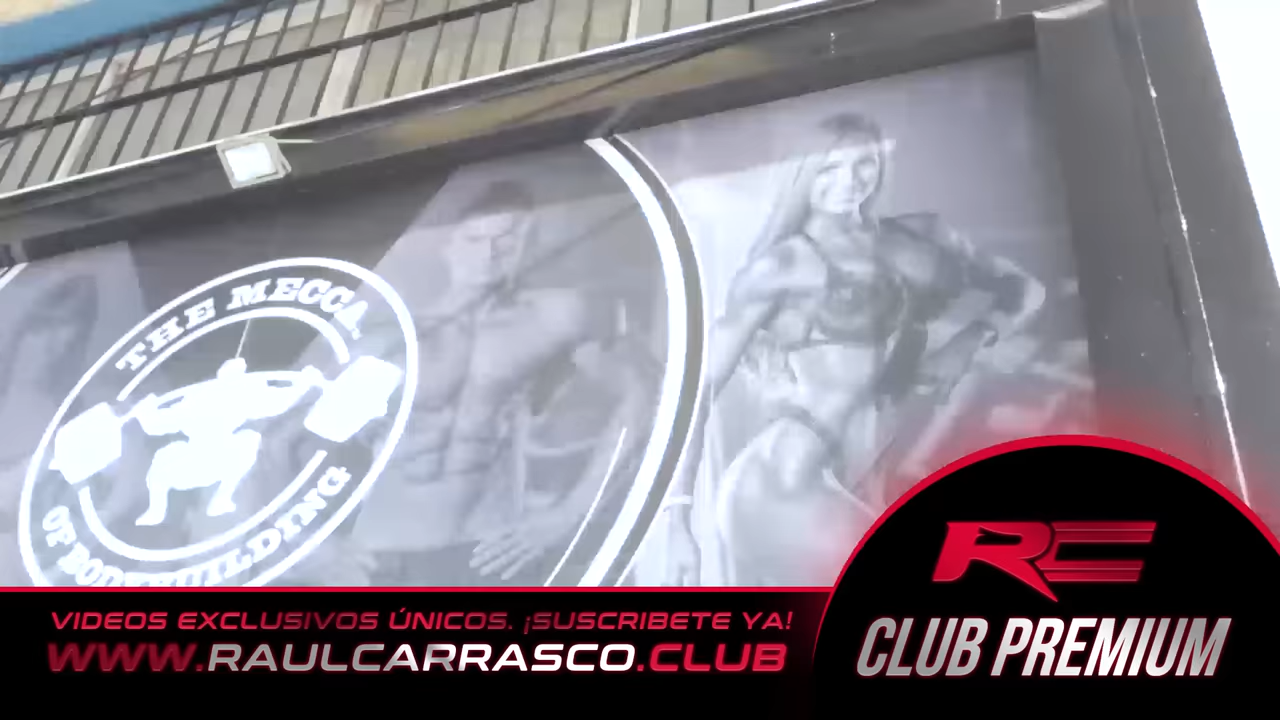 THE MECCA
OF BODYBUILDING
RC
VIDEOS EXCLUSIVOS ÚNICOS. ¡SUSCRIBETE YA!
WWW.RAULCARRASCO.CLUB
CLUB PREMIUM